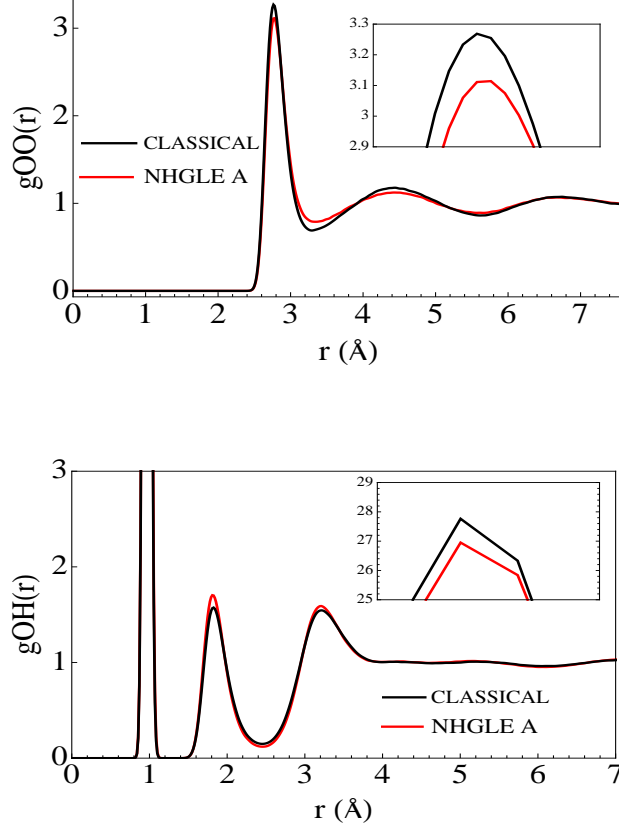 3.3
3.2
3.1
3
2.9
3
2
1
0
gOO(r)
CLASSICAL
NHGLE A
0 1 2 3 4 5 6 7
r (Å)
29
28
27
26
25
3
2
1
0
gOH(r)
CLASSICAL
NHGLE A
0 1 2 3 4 5 6 7
r (Å)